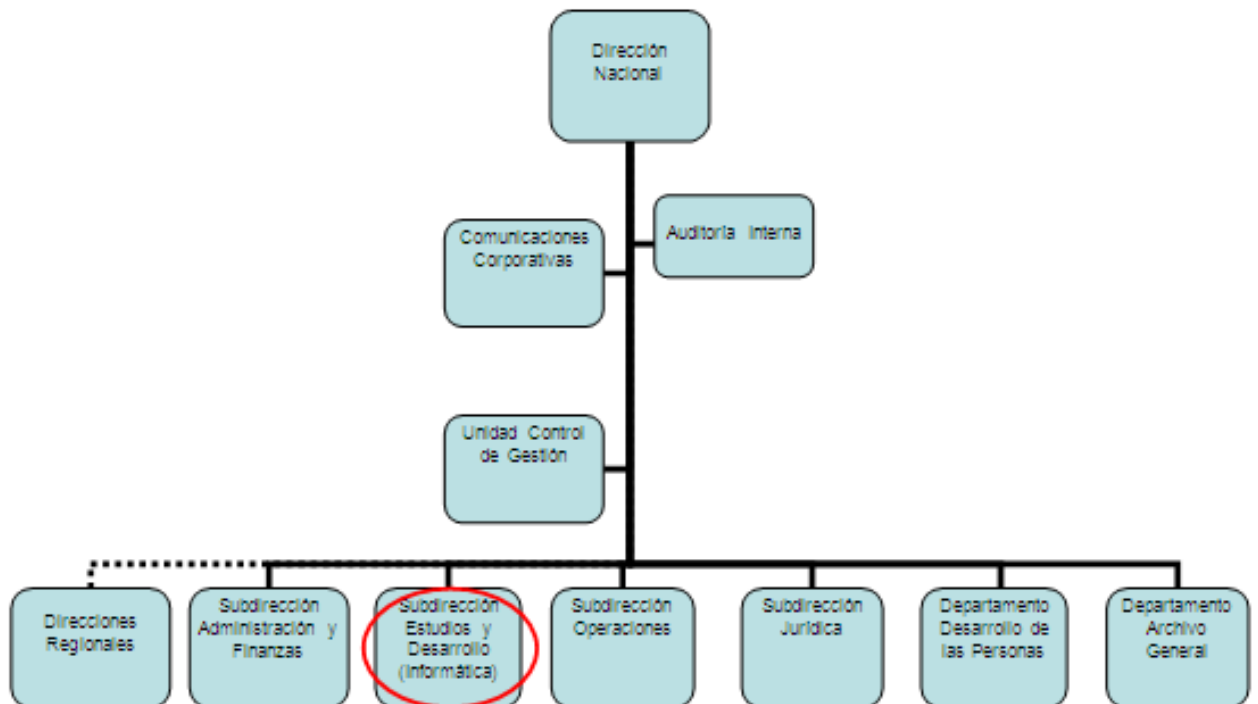 Dirección
Nacional
Auditoría Interna
Comunicaciones
Corporativas
Unidad Control
de Gestión
Direcciones
Regionales
Subdirección
Administración y
Finanzas
Subdirección
Estudios y
Desarrollo
(Informática)
Subdirección
Operaciones
Subdirección
Jurídica
Departamento
Desarrollo de
las Personas
Departamento
Archivo
General